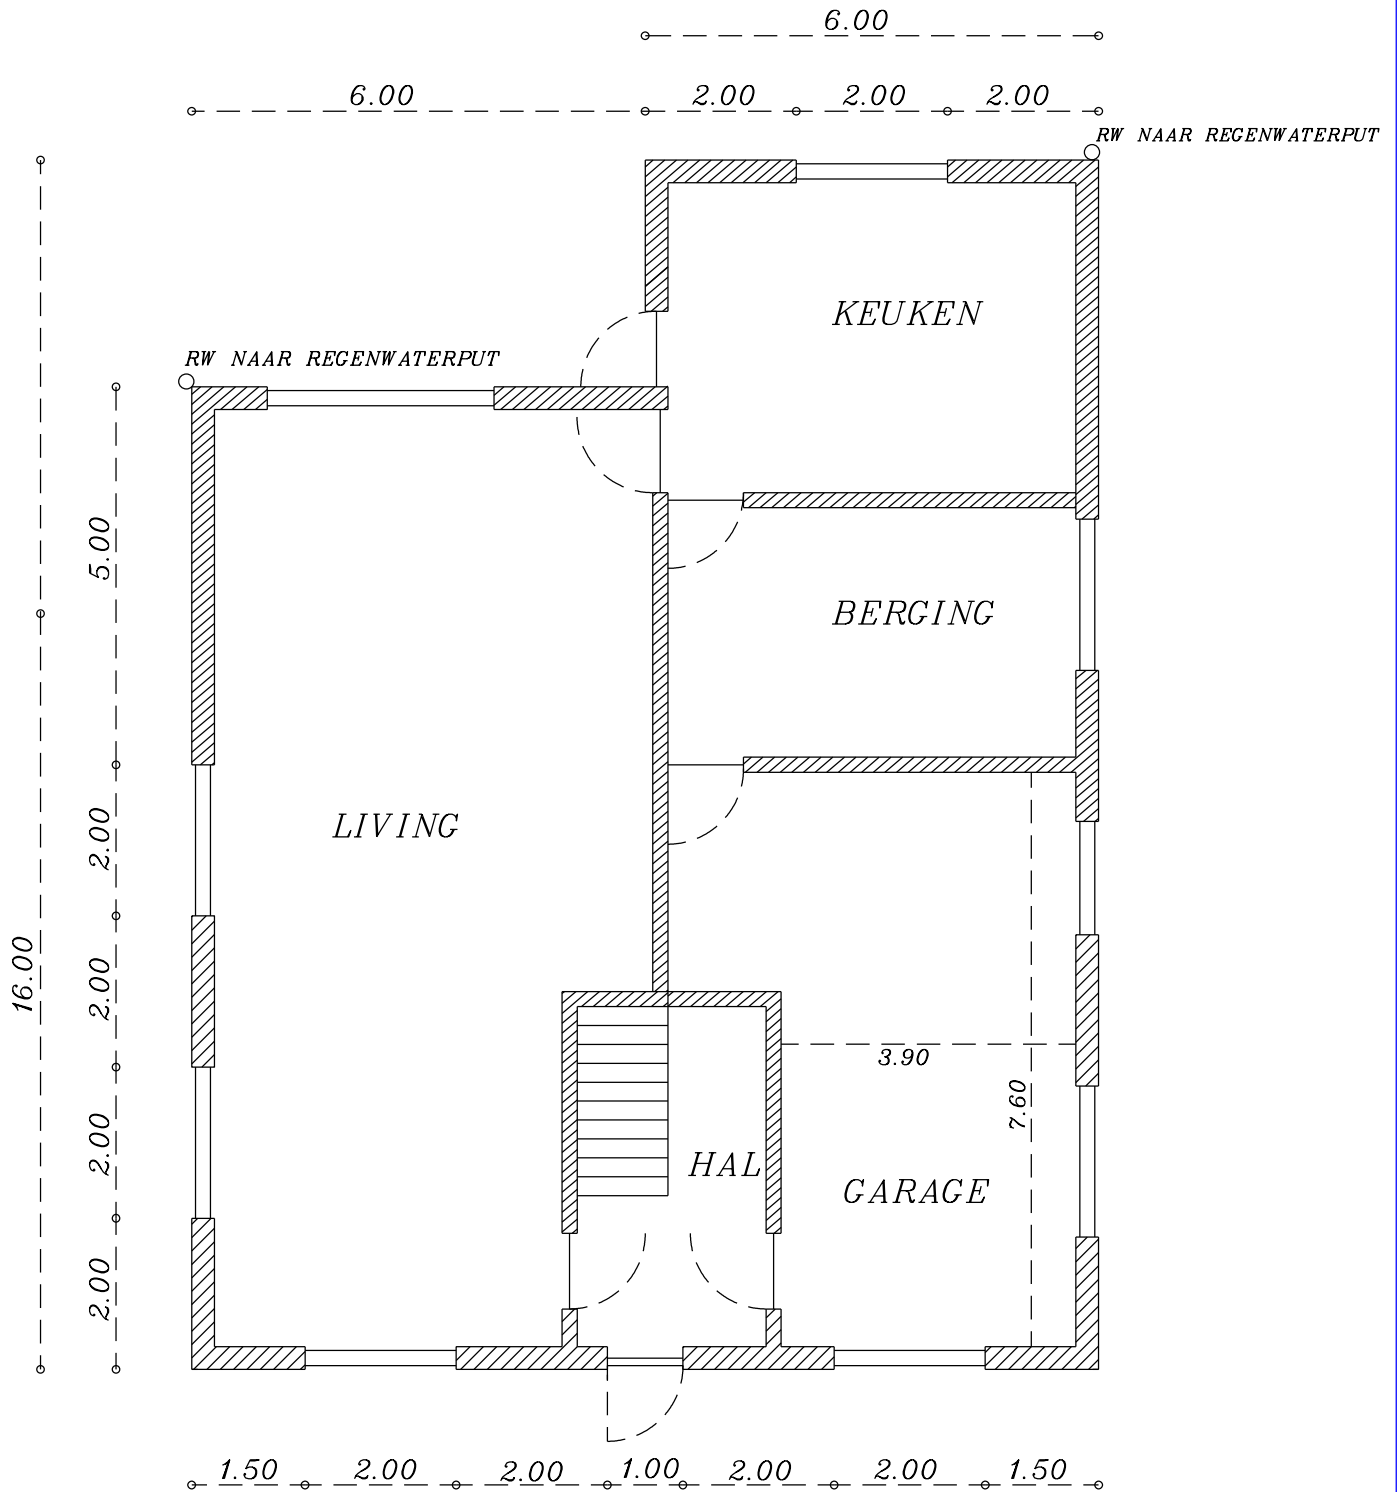 6.00
6.00 2.00 2.00 2.00
RW NAAR REGENWATERPUT
KEUKEN
RW NAAR REGENWATERPUT
5.00
BERGING
LIVING
2.00
16.00
2.00
3.90
7.60
2.00
HAL
GARAGE
2.00
1.50 2.00 2.00 1.00 2.00 2.00 1.50